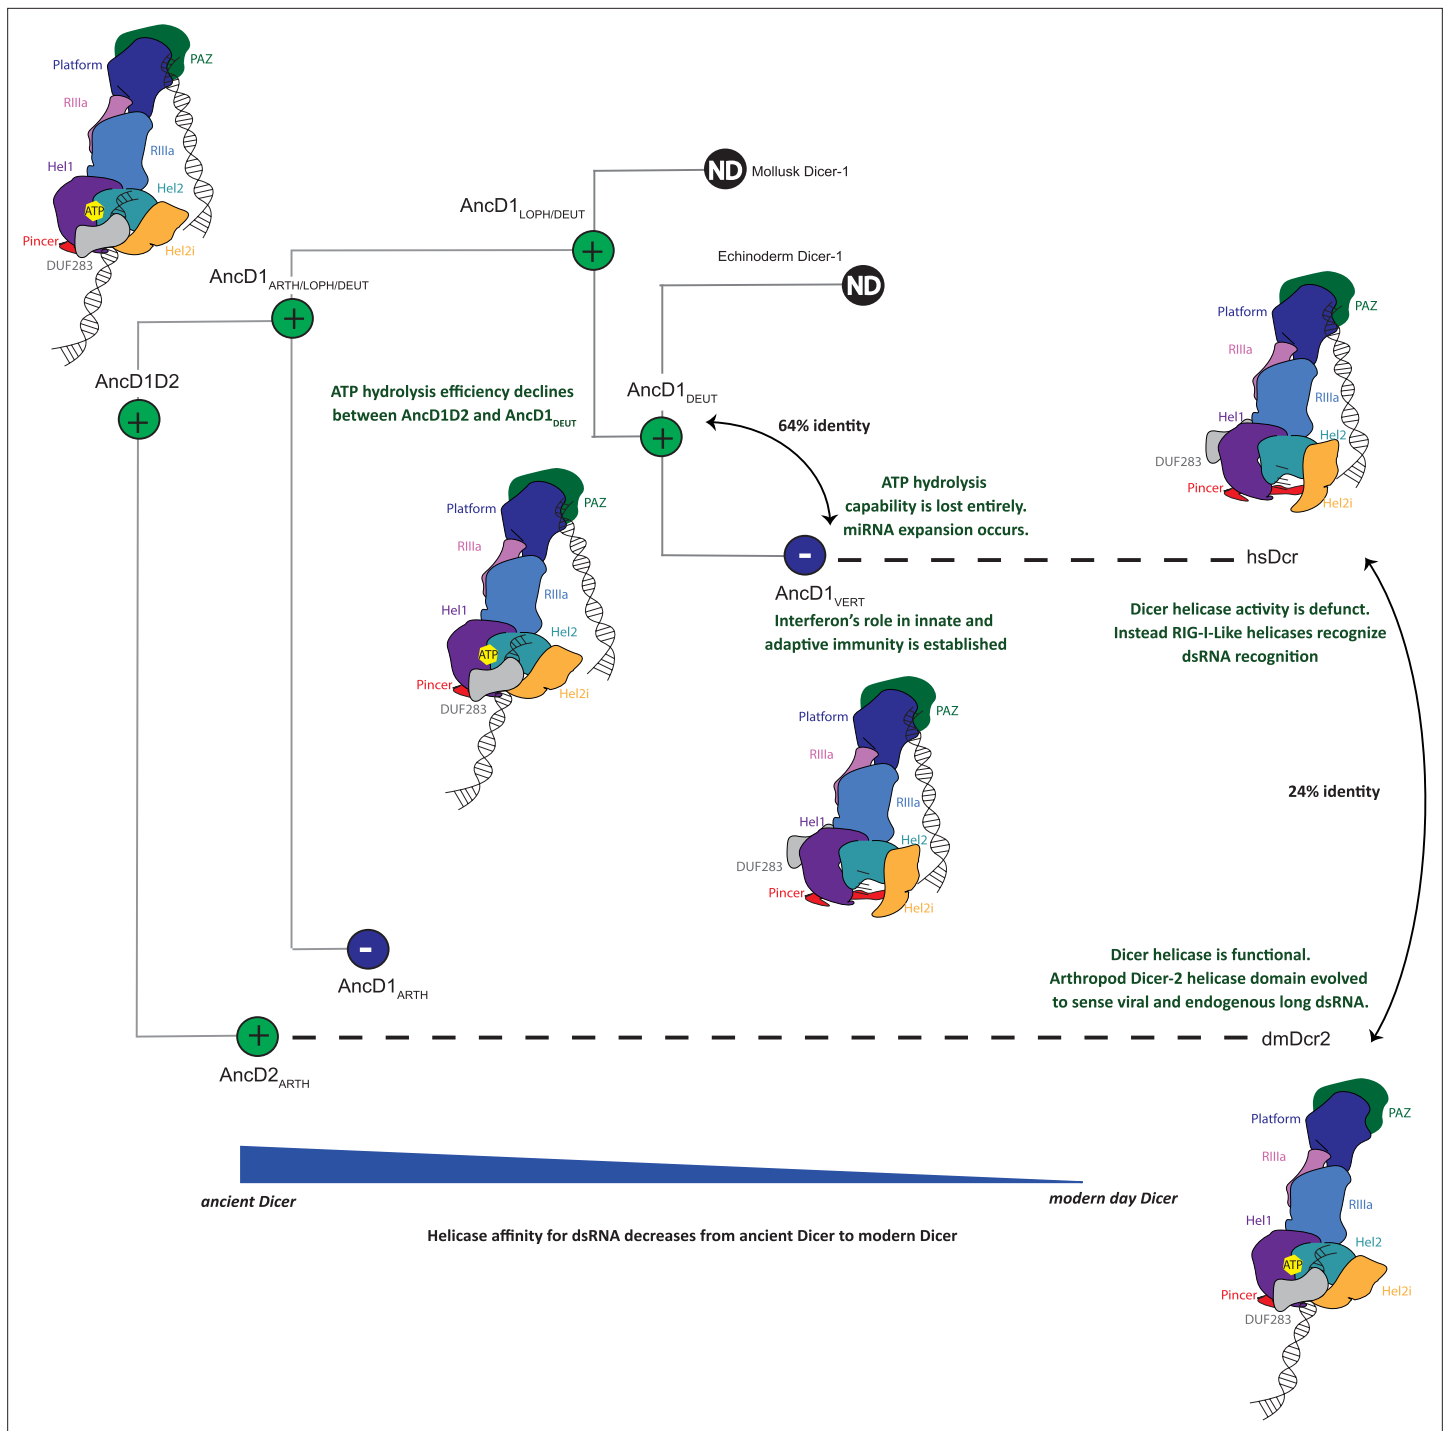 PAZ
Platform
RIIIa
RIIIa
Hel1
Hel2
ATP
Pincer
Hel2i
DUF283
ND Mollusk Dicer-1
AncD1LOPH/DEUT
+
Echinoderm Dicer-1
ND
AncD1ARTH/LOPH/DEUT
+
AncD1D2
+
ATP hydrolysis efficiency declines
between AncD1D2 and AncD1DEUT
AncD1DEUT
+
64% identity
ATP hydrolysis
capability is lost entirely.
miRNA expansion occurs.
-
AncD1VERT
Interferon's role in innate and
adaptive immunity is established
PAZ
Platform
RIIIa
RIIIa
Hel1
Hel2
DUF283
Pincer
Hel2i
hsDcr
Dicer helicase activity is defunct.
Instead RIG-I-Like helicases recognize
dsRNA recognition
PAZ
Platform
RIIIa
RIIIa
Hel1
Hel2
ATP
Pincer
Hel2i
DUF283
PAZ
Platform
RIIIa
RIIIa
Hel1
Hel2
DUF283
Pincer
Hel2i
24% identity
-
AncD1ARTH
Dicer helicase is functional.
Arthropod Dicer-2 helicase domain evolved
to sense viral and endogenous long dsRNA.
+
AncD2ARTH
dmDcr2
PAZ
Platform
RIIIa
RIIIa
Hel1
Hel2
ATP
Pincer
Hel2i
DUF283
ancient Dicer
modern day Dicer
Helicase affinity for dsRNA decreases from ancient Dicer to modern Dicer